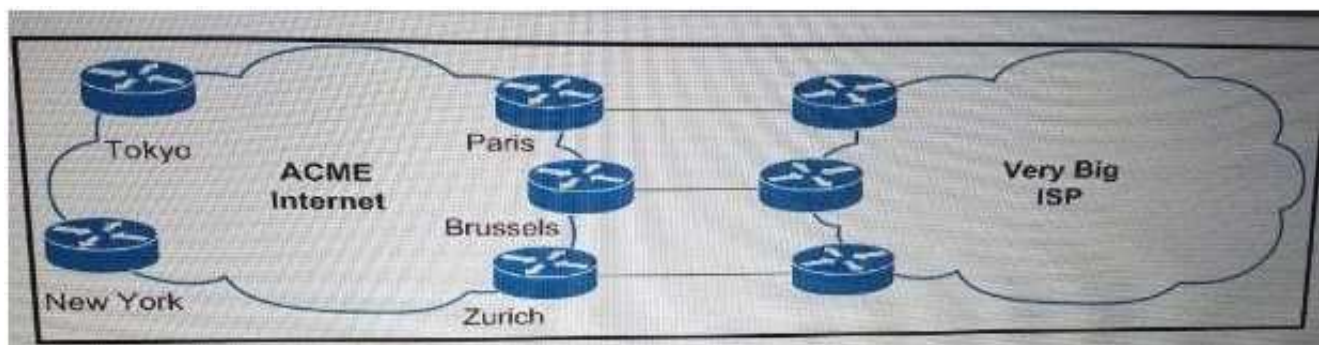 Tokyo
Paris
ACME
Internet
Very Big
ISP
Brussels
New York
Zurich